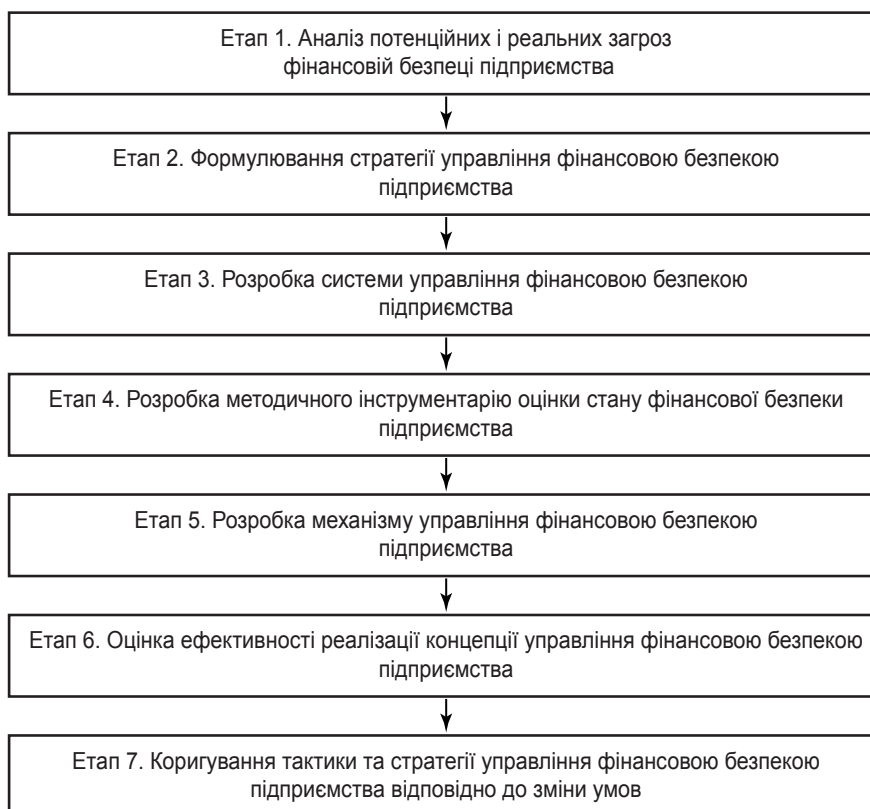 Етап 1. Аналіз потенційних і реальних загроз
фінансовій безпеці підприємства
Етап 2. Формулювання стратегії управління фінансовою безпекою
підприємства
Етап 3. Розробка системи управління фінансовою безпекою
підприємства
Етап 4. Розробка методичного інструментарію оцінки стану фінансової безпеки
підприємства
Етап 5. Розробка механізму управління фінансовою безпекою
підприємства
Етап 6. Оцінка ефективності реалізації концепції управління фінансовою безпекою
підприємства
Етап 7. Коригування тактики та стратегії управління фінансовою безпекою
підприємства відповідно до зміни умов